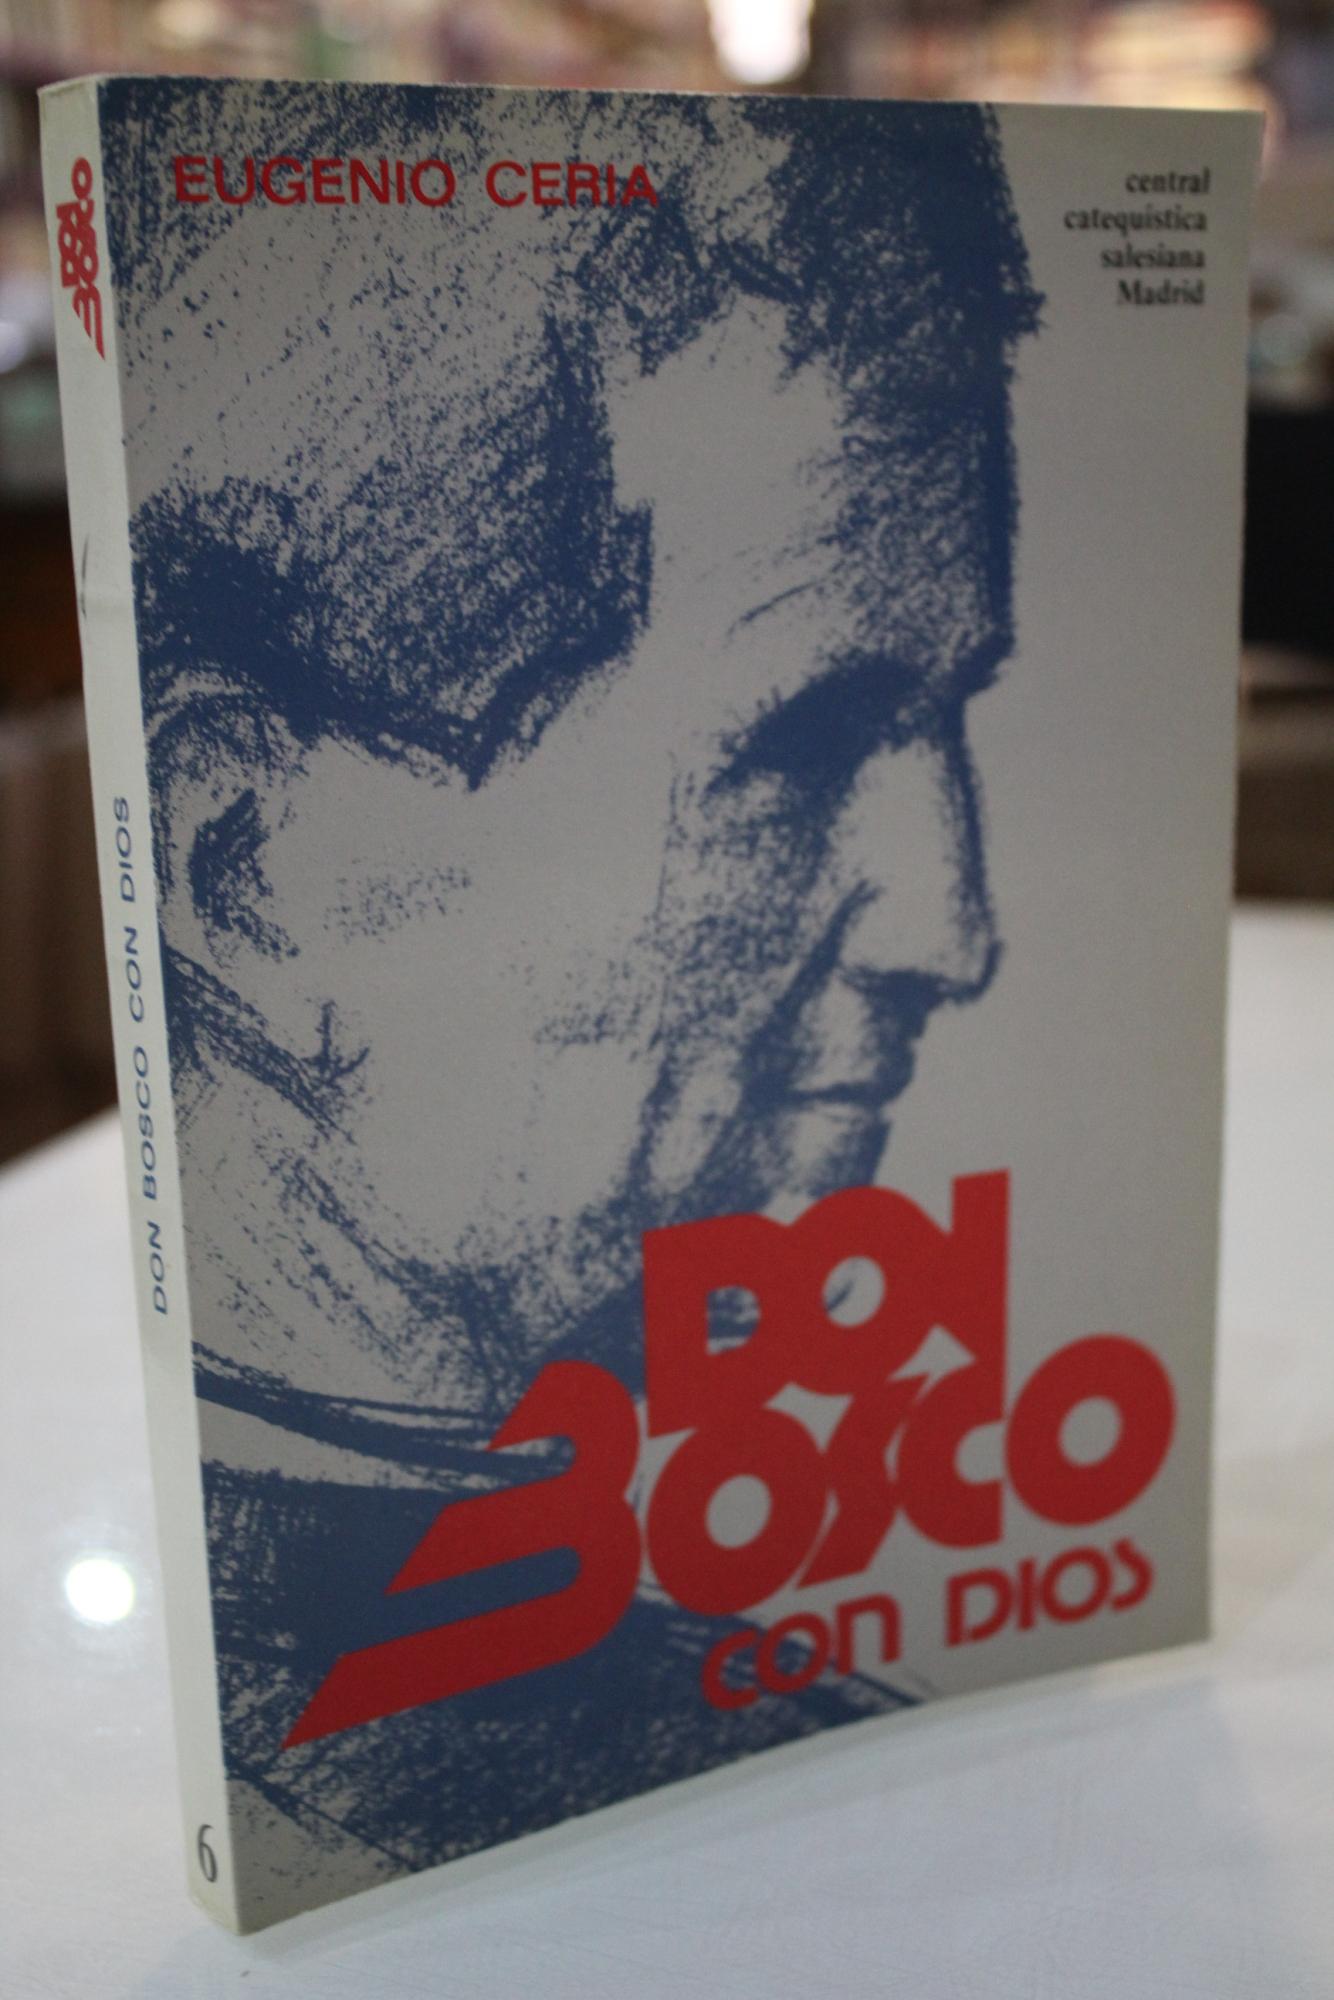 EUGENIO CERIA
central
catequística
salesiana
Madrid
DON
BOSCO
CON DIOS
DON
BOSCO
DON BOSCO CON DIOS
6